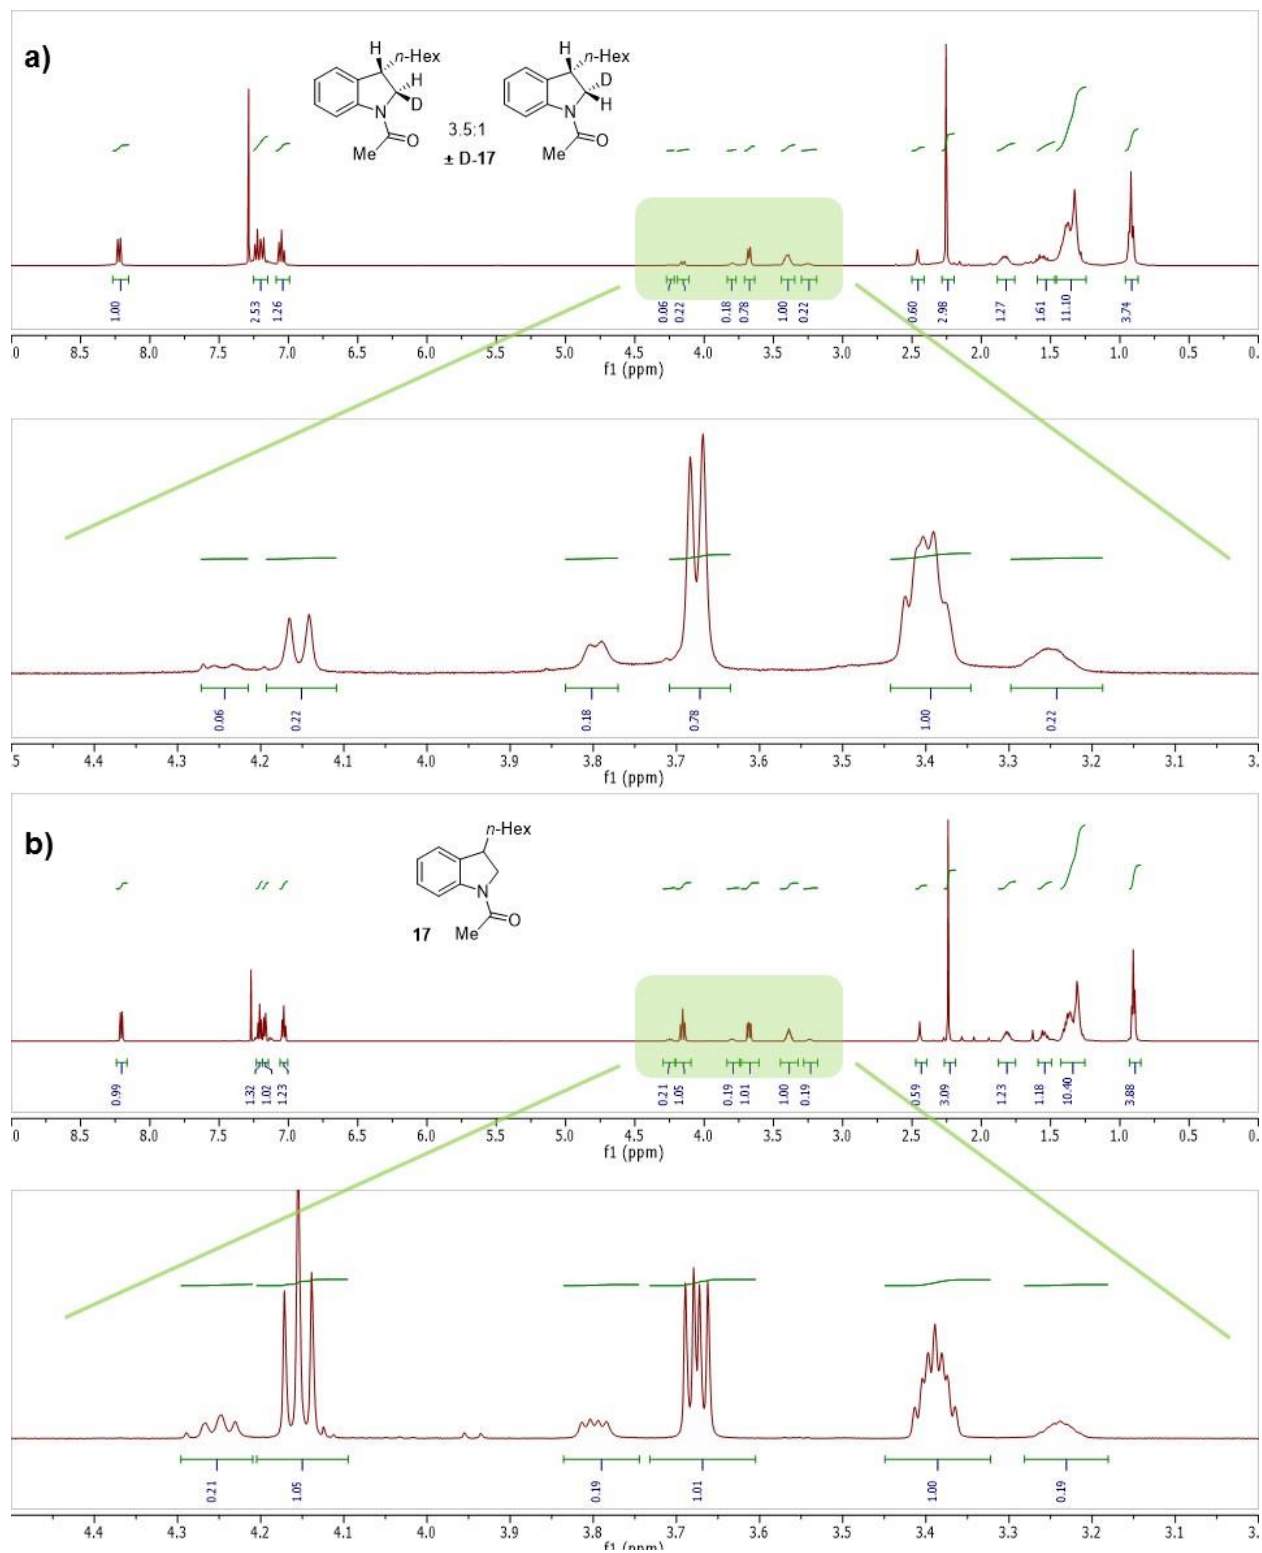 a)
H
n-Hex
H
D
N
O
Me
3.5:1
± D-17
H
n-Hex
D
H
N
O
Me
1.00 2.53 1.26 0.06 0.22 0.18 0.78 1.00 0.22 0.60 2.98 1.27 1.61 11.10 3.74
.0 8.5 8.0 7.5 7.0 6.5 6.0 5.5 5.0 4.5 4.0 3.5 3.0 2.5 2.0 1.5 1.0 0.5 0.
f1 (ppm)
0.06 0.22 0.18 0.78 1.00 0.22
5 4.4 4.3 4.2 4.1 4.0 3.9 3.8 3.7 3.6 3.5 3.4 3.3 3.2 3.1 3.
f1 (ppm)
b)
n-Hex
N
O
17 Me
0.99 1.32 1.02 1.23 0.21 1.05 0.19 1.01 1.00 0.19 0.59 3.09 1.23 1.18 10.40 3.88
.0 8.5 8.0 7.5 7.0 6.5 6.0 5.5 5.0 4.5 4.0 3.5 3.0 2.5 2.0 1.5 1.0 0.5 0.
f1 (ppm)
0.21 1.05 0.19 1.01 1.00 0.19
4.4 4.3 4.2 4.1 4.0 3.9 3.8 3.7 3.6 3.5 3.4 3.3 3.2 3.1 3.
f1 (ppm)